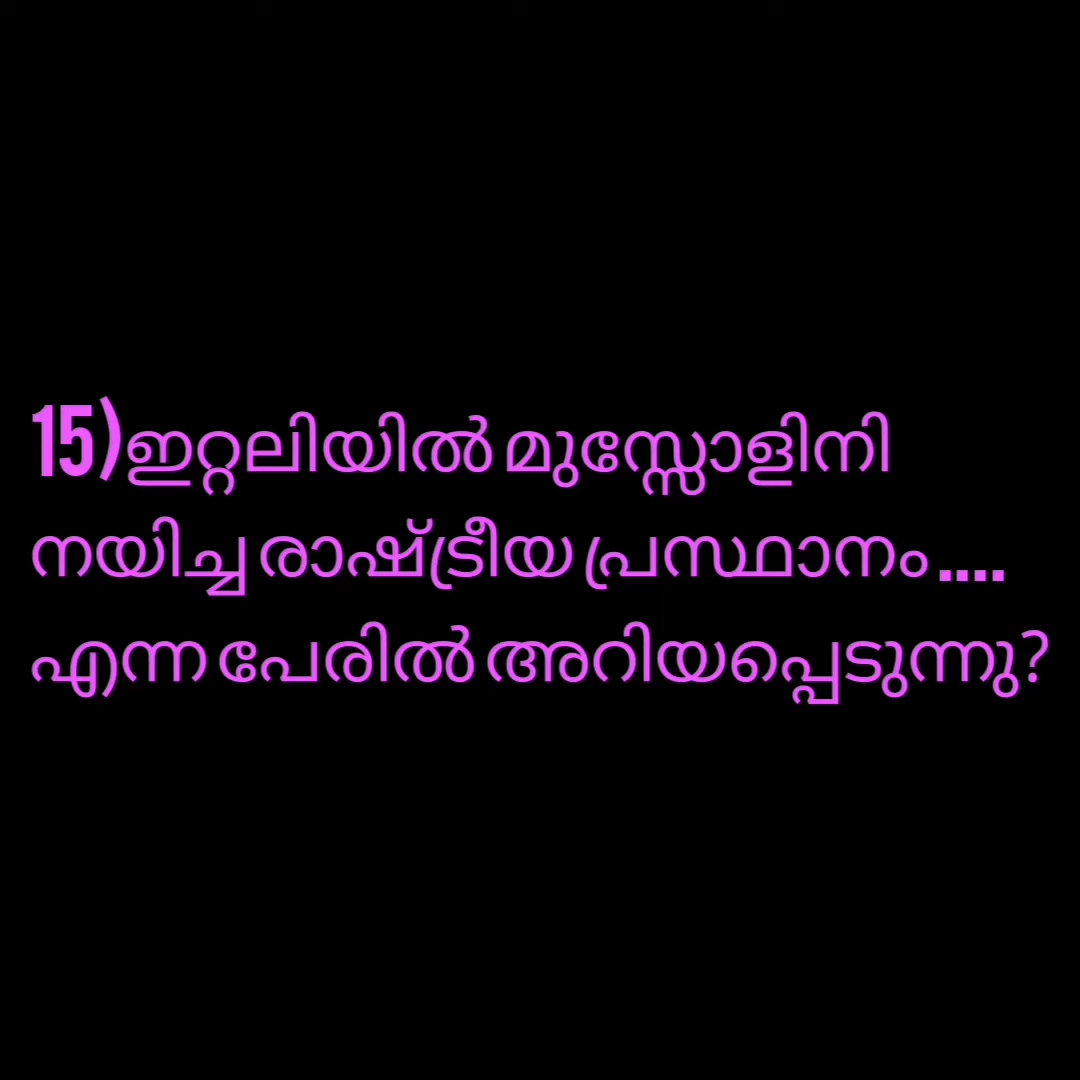 15)ഇറ്റലിയിൽ മുസ്സോളിനി
നയിച്ച രാഷ്ട്രീയ പ്രസ്ഥാനം ....
എന്ന പേരിൽ അറിയപ്പെടുന്നു?